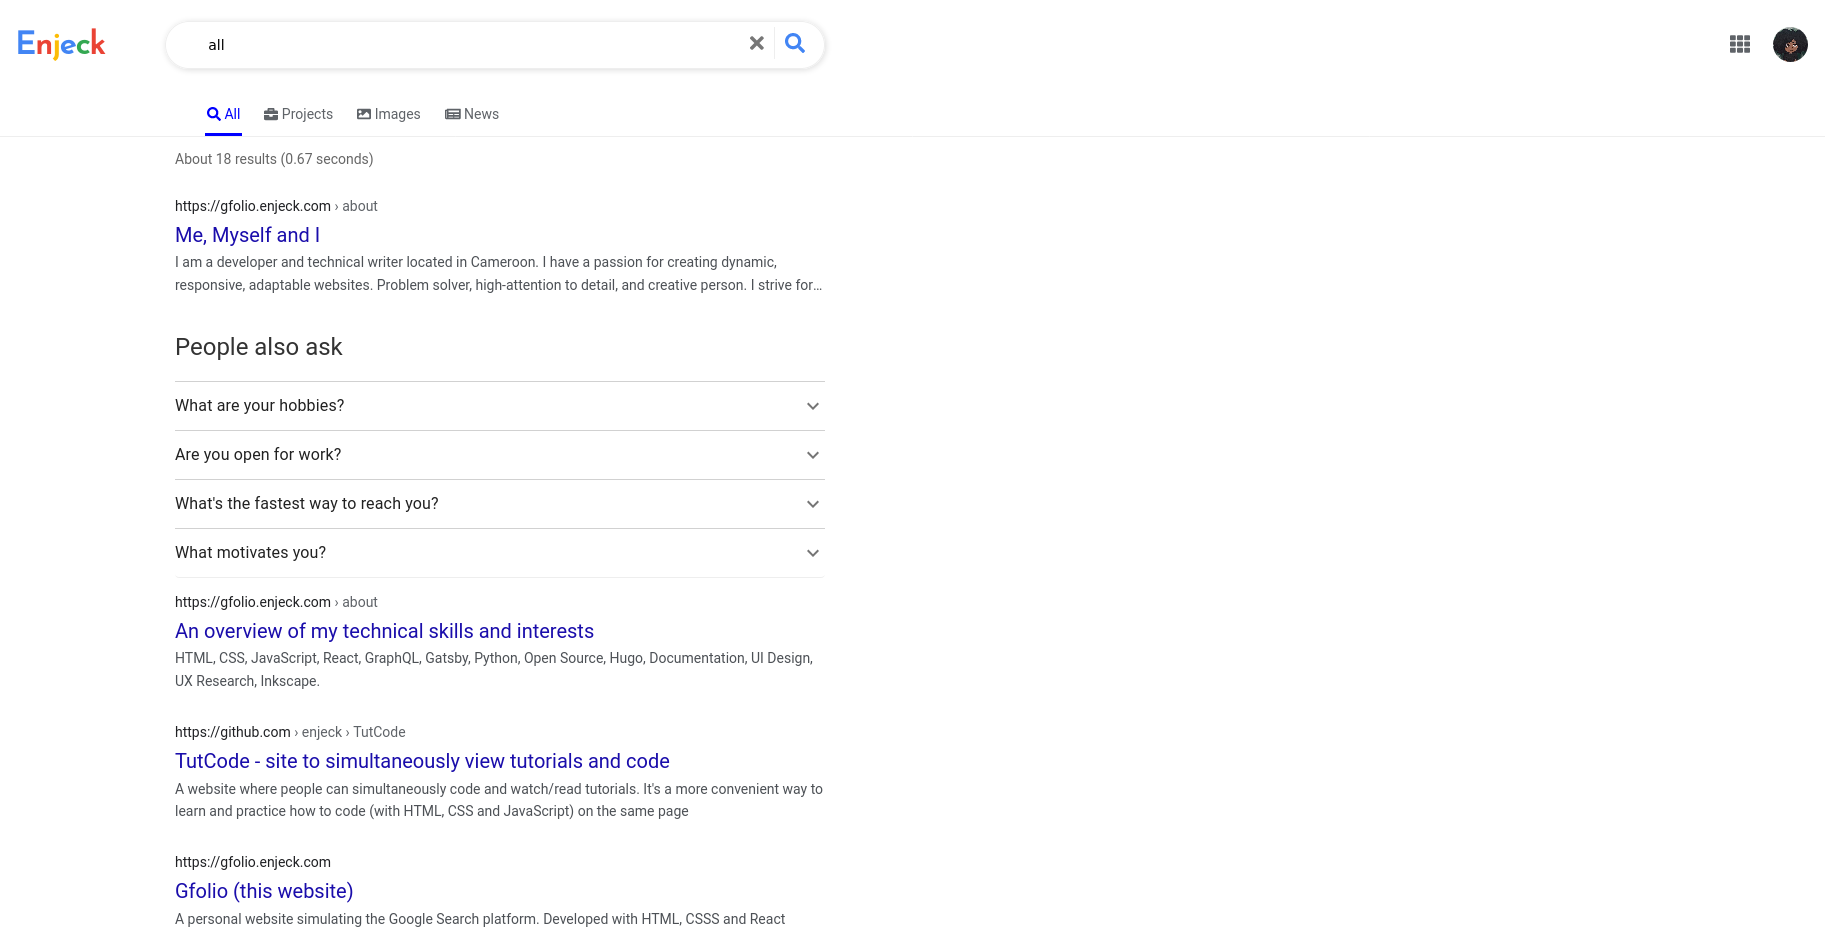 Enjeck
all
All
Projects
Images
News
About 18 results (0.67 seconds)
https://gfolio.enjeck.com › about
Me, Myself and I
I am a developer and technical writer located in Cameroon. I have a passion for creating dynamic,
responsive, adaptable websites. Problem solver, high-attention to detail, and creative person. I strive for...
People also ask
What are your hobbies?
Are you open for work?
What's the fastest way to reach you?
What motivates you?
https://gfolio.enjeck.com › about
An overview of my technical skills and interests
HTML, CSS, JavaScript, React, GraphQL, Gatsby, Python, Open Source, Hugo, Documentation, UI Design,
UX Research, Inkscape.
https://github.com › enjeck › TutCode
TutCode - site to simultaneously view tutorials and code
A website where people can simultaneously code and watch/read tutorials. It's a more convenient way to
learn and practice how to code (with HTML, CSS and JavaScript) on the same page
https://gfolio.enjeck.com
Gfolio (this website)
A personal website simulating the Google Search platform. Developed with HTML, CSSS and React